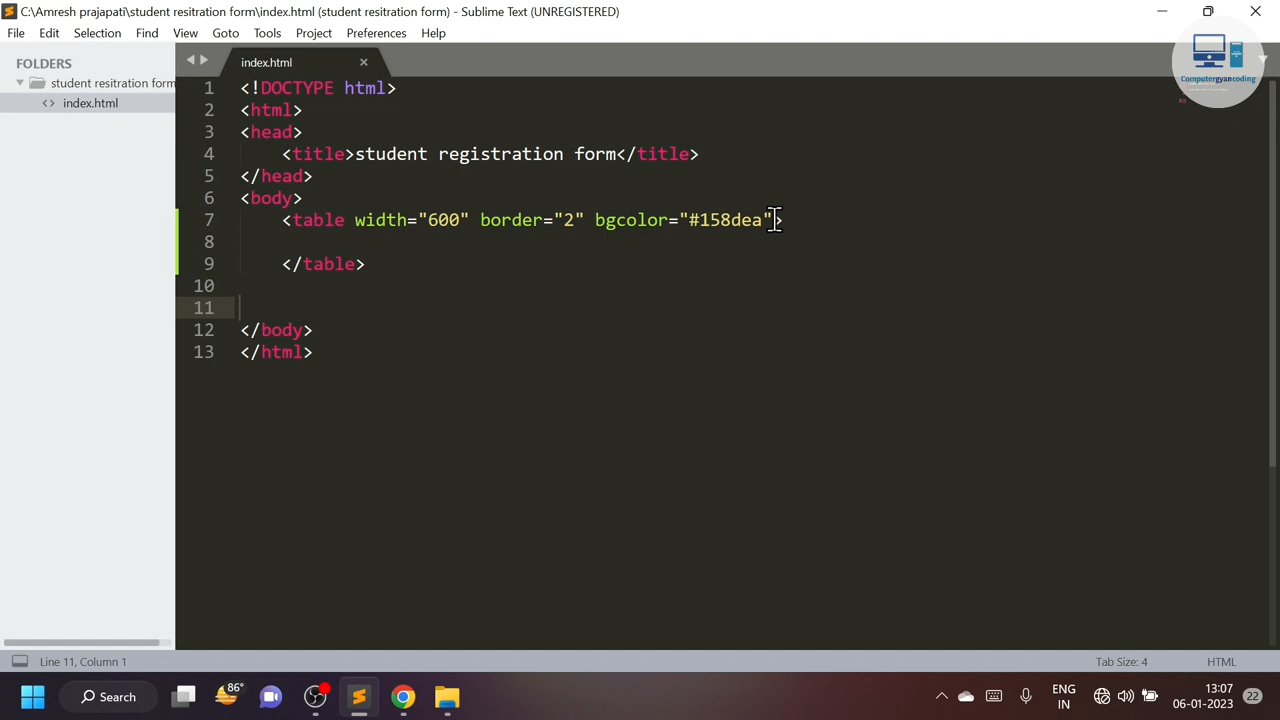 C:\Amresh prajapati\student resitration form\index.html (student resitration form) - Sublime Text (UNREGISTERED)
File Edit Selection Find View Goto Tools Project Preferences Help
Computergyancoding
FOLDERS
student resitration form
index.html
index.html
1 <!DOCTYPE html>
2 <html>
3 <head>
4 <title>student registration form</title>
5 </head>
6 <body>
7 <table width="600" border="2" bgcolor="#158dea">
8
9 </table>
10
11
12 </body>
13 </html>
Line 11, Column 1
Tab Size: 4
HTML
86°
Search
ENG
IN
13:07
06-01-2023
22